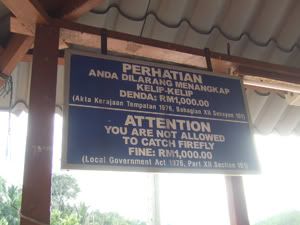 PERHATIAN
ANDA DILARANG MENANGKAP
KELIP-KELIP
DENDA: RM1,000.00
(Akta Kerajaan Tempatan 1976, Bahagian XII Seksyen 101)
ATTENTION
YOU ARE NOT ALLOWED
TO CATCH FIREFLY
FINE: RM1,000.00
(Local Government Act 1976, Part XII Section 101)